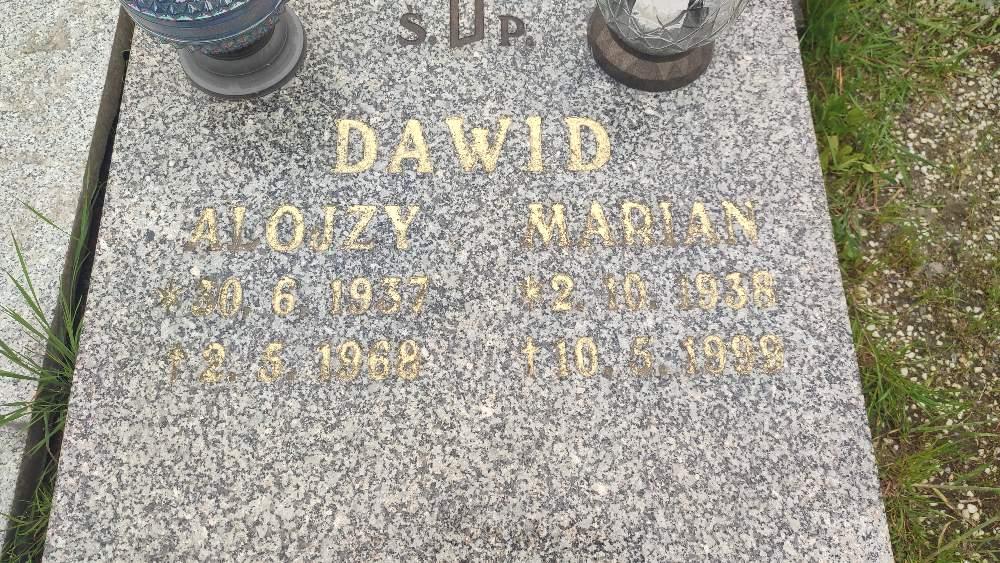 Ś. P.
DAWID
ALOJZY MARIAN
* 30. 6. 1937 * 2. 10. 1938
† 2. 5. 1968 † 10. 5. 1999